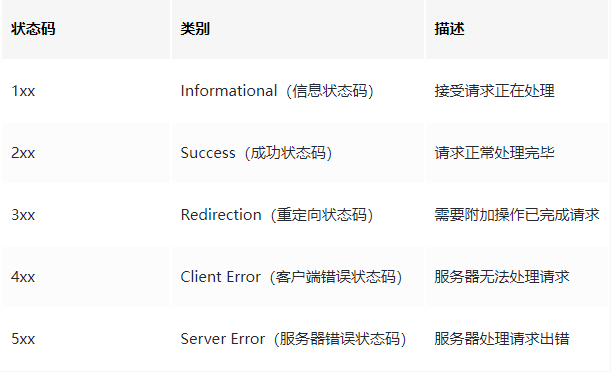 状态码 类别 描述
1xx Informational（信息状态码） 接受请求正在处理
2xx Success（成功状态码） 请求正常处理完毕
3xx Redirection（重定向状态码） 需要附加操作已完成请求
4xx Client Error（客户端错误状态码） 服务器无法处理请求
5xx Server Error（服务器错误状态码） 服务器处理请求出错